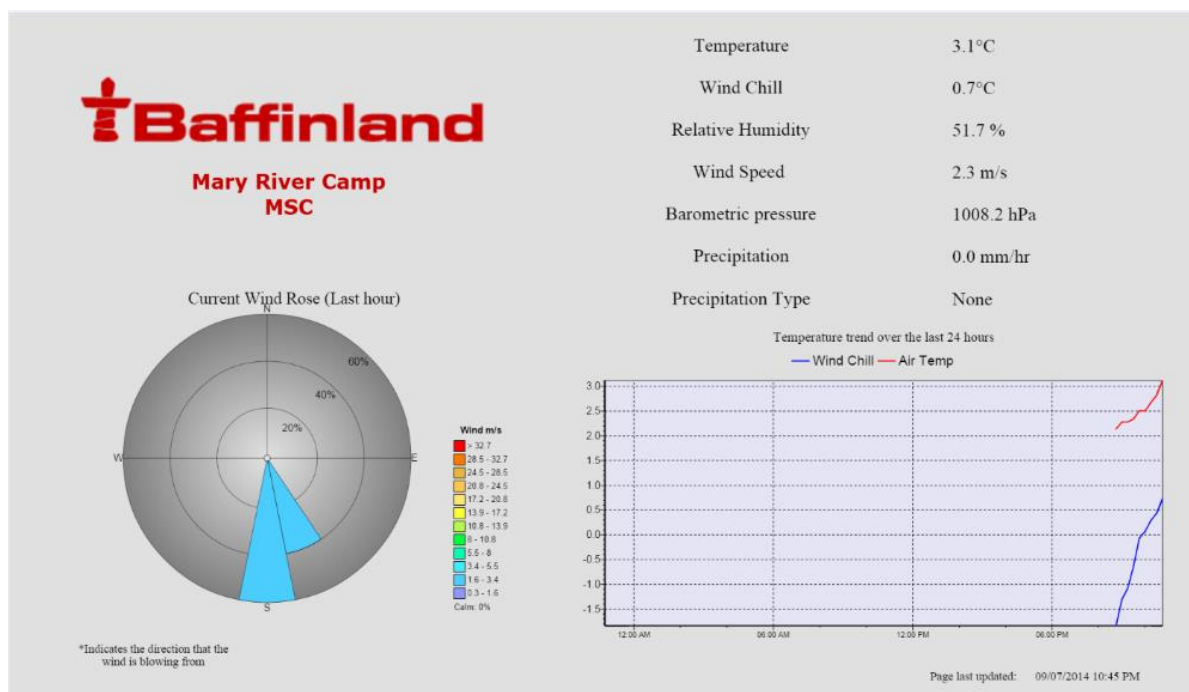 Baffinland
Mary River Camp
MSC
Temperature 3.1°C
Wind Chill 0.7°C
Relative Humidity 51.7 %
Wind Speed 2.3 m/s
Barometric pressure 1008.2 hPa
Precipitation 0.0 mm/hr
Precipitation Type None
Current Wind Rose (Last hour)
N
60%
40%
20%
W
E
S
Wind m/s
> 32.7
28.5 - 32.7
24.5 - 28.5
20.8 - 24.5
17.2 - 20.8
13.9 - 17.2
10.8 - 13.9
8 - 10.8
5.5 - 8
3.4 - 5.5
1.6 - 3.4
0.3 - 1.6
Calm: 0%
*Indicates the direction that the
wind is blowing from
Temperature trend over the last 24 hours
Wind Chill Air Temp
3.0
2.5
2.0
1.5
1.0
0.5
0.0
-0.5
-1.0
-1.5
12:00 AM 06:00 AM 12:00 PM 06:00 PM
Page last updated: 09/07/2014 10:45 PM